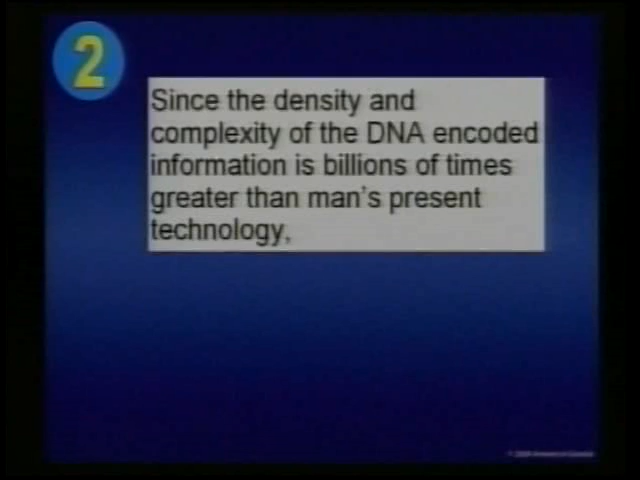 2
Since the density and
complexity of the DNA encoded
information is billions of times
greater than man's present
technology,